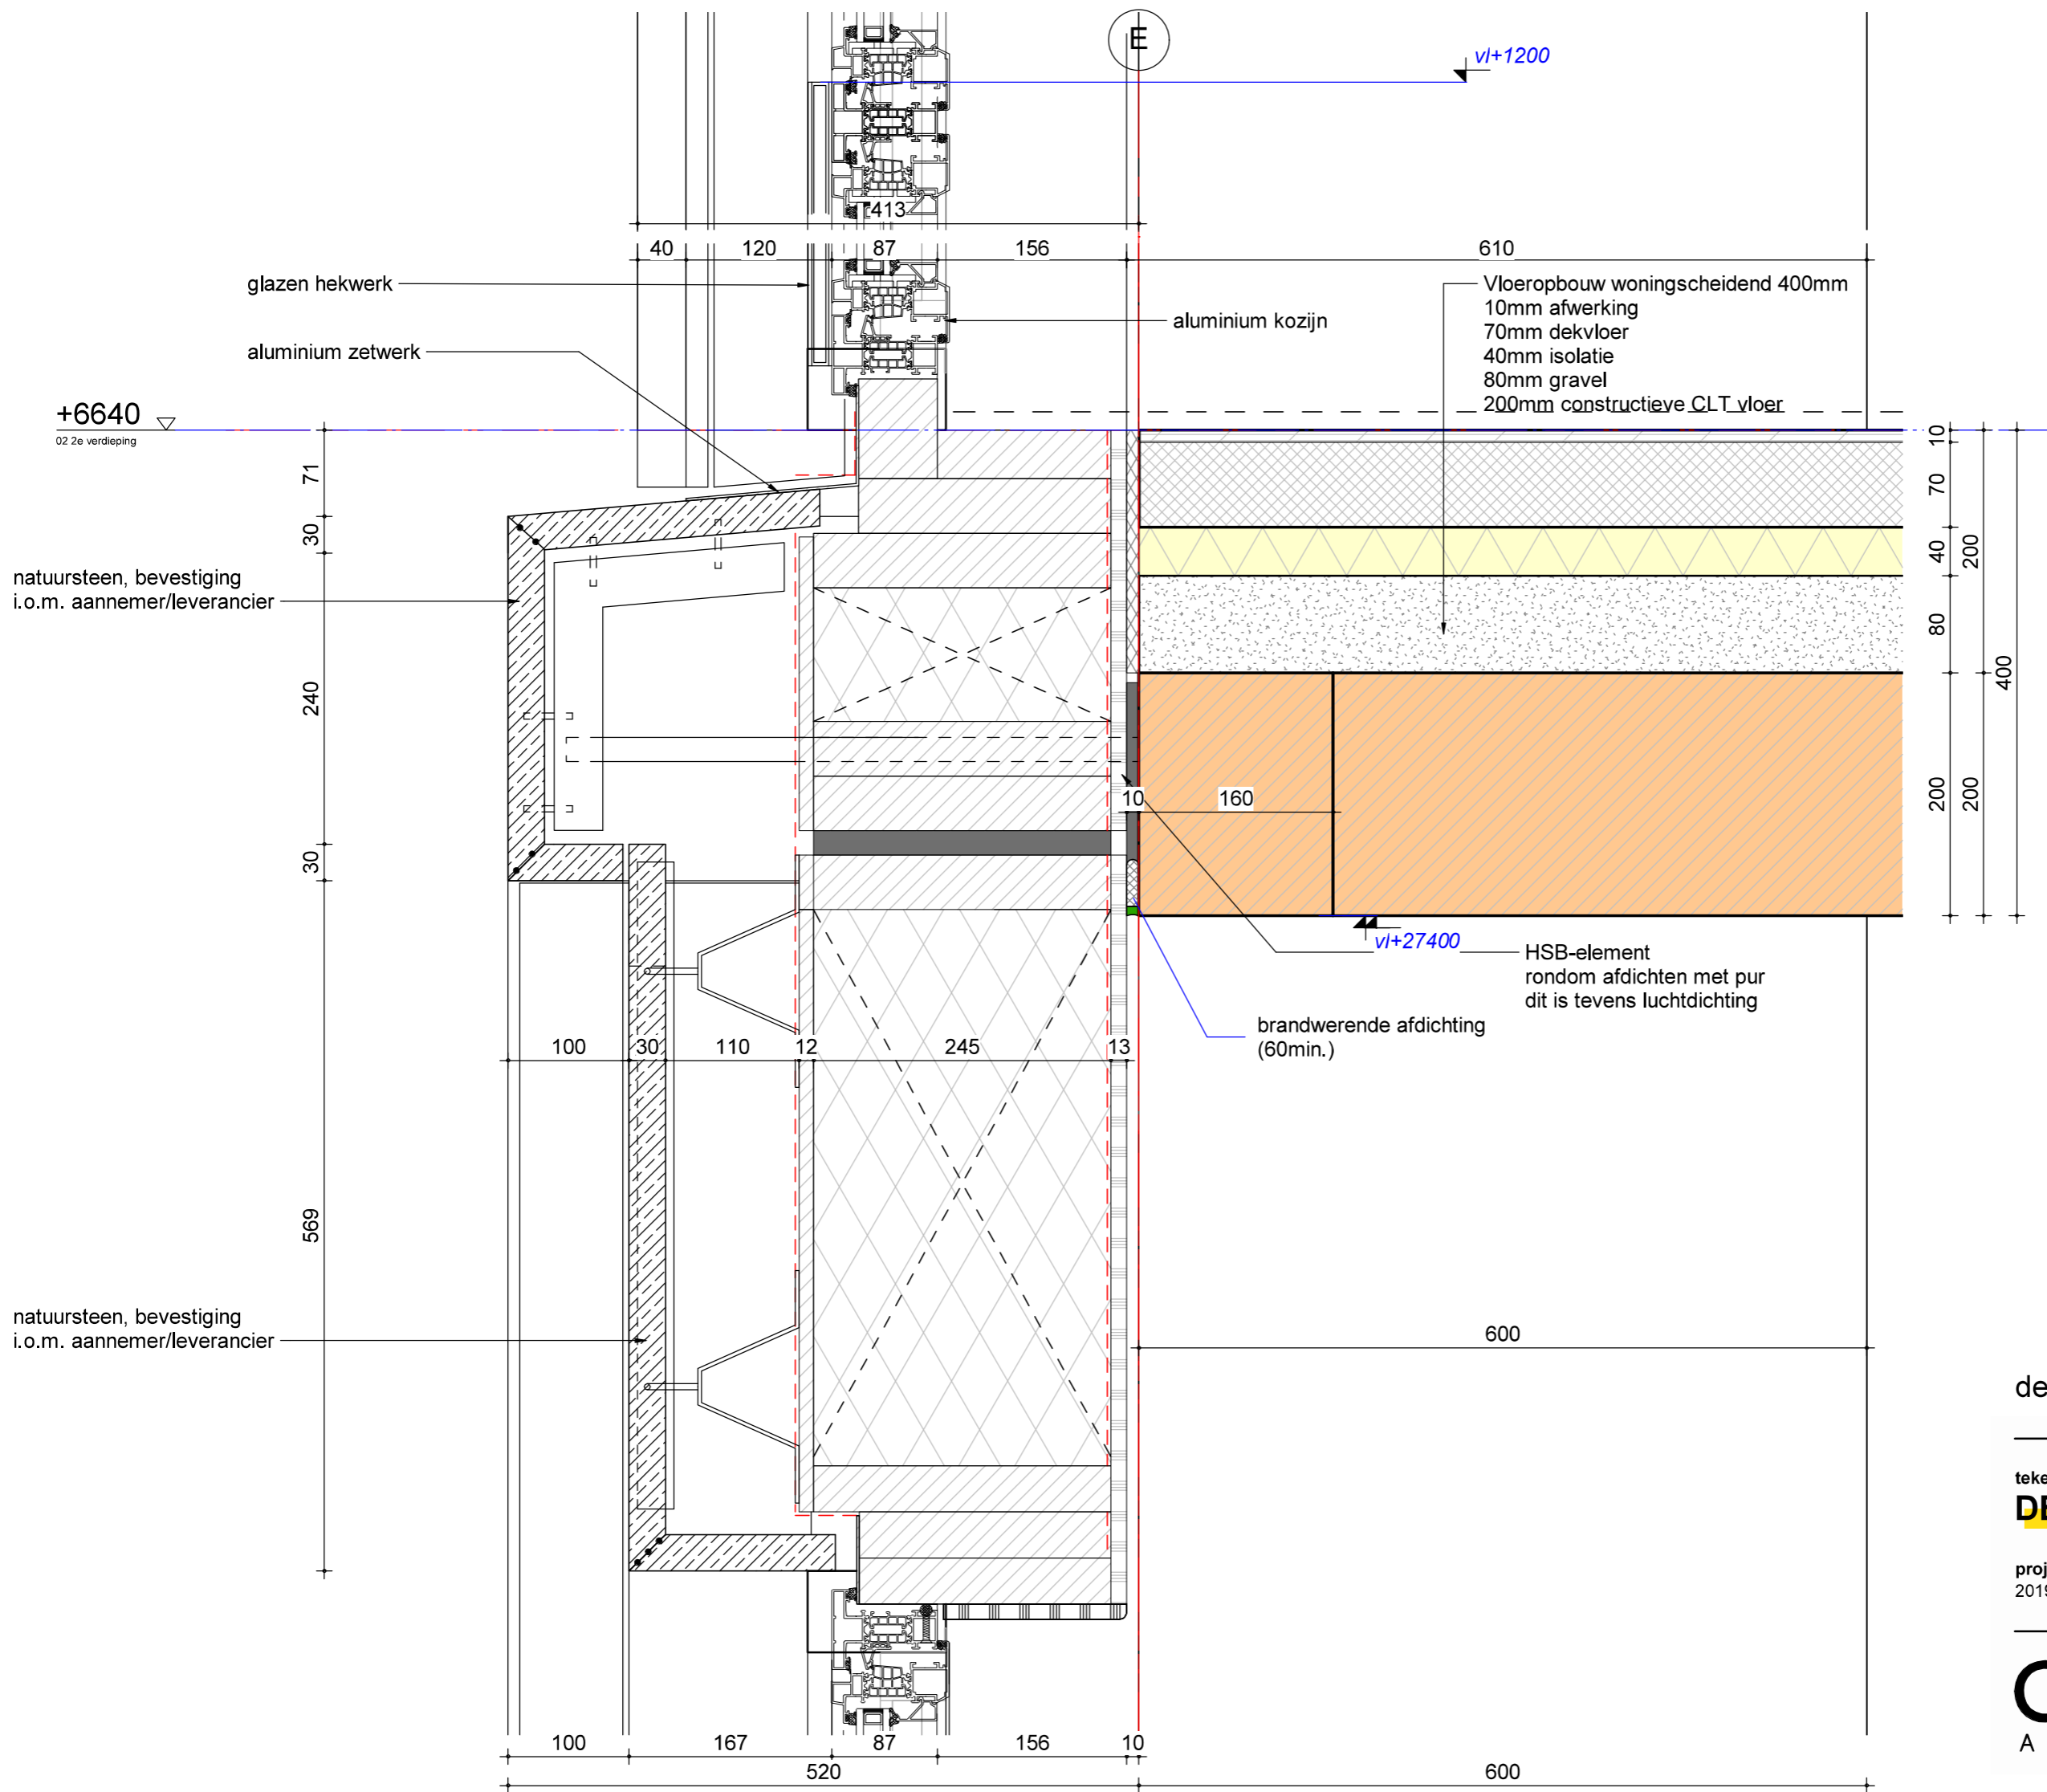 E
vl+1200
413
40
120
87
156
610
glazen hekwerk
Vloeropbouw woningscheidend 400mm
10mm afwerking
70mm dekvloer
40mm isolatie
80mm gravel
200mm constructieve CLT vloer
aluminium kozijn
aluminium zetwerk
+6640
02 2e verdieping
71
30
240
30
569
10
70
40
80
200
200
200
400
natuursteen, bevestiging
i.o.m. aannemer/leverancier
10
160
vl+27400
HSB-element
rondom afdichten met pur
dit is tevens luchtdichting
brandwerende afdichting
(60min.)
100
30
110
12
245
13
natuursteen, bevestiging
i.o.m. aannemer/leverancier
600
de
teke
DE
proj
2019
A
100
167
87
156
10
520
600